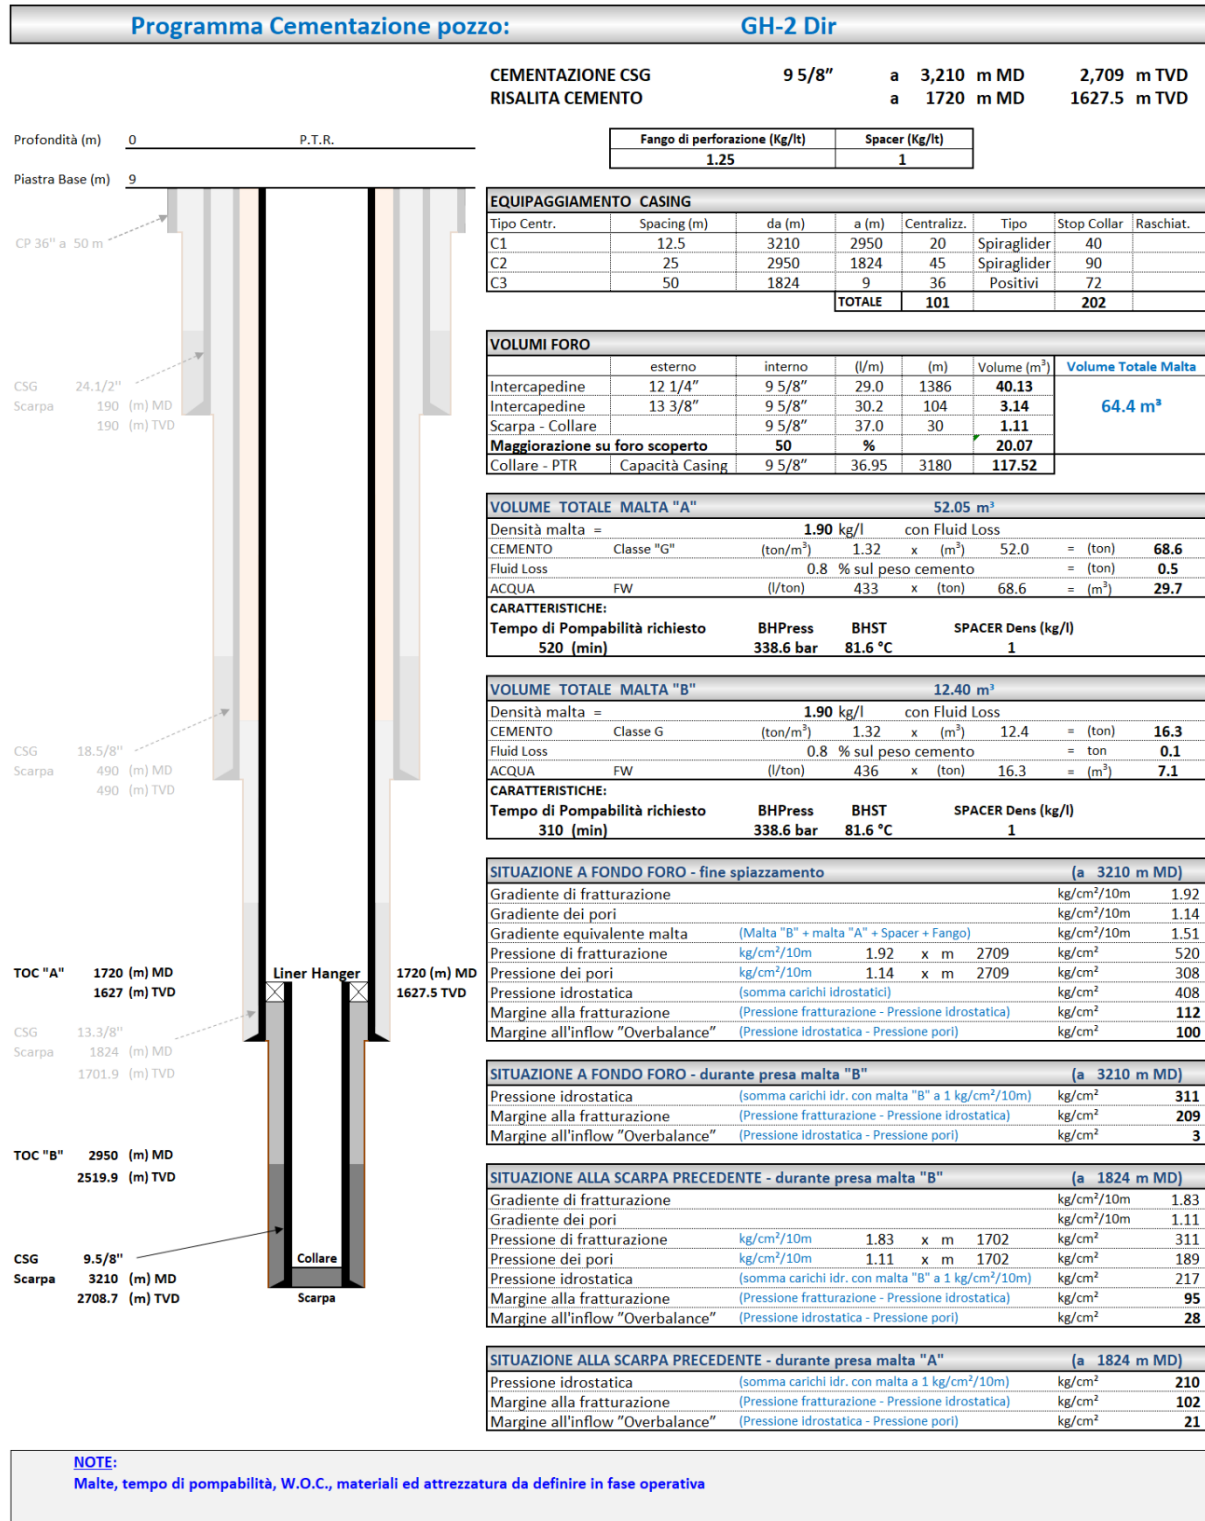 Programma Cementazione pozzo: GH-2 Dir
CEMENTAZIONE CSG 9 5/8" a 3,210 m MD 2,709 m TVD
RISALITA CEMENTO a 1720 m MD 1627.5 m TVD
Profondità (m) 0 P.T.R.
Fango di perforazione (Kg/lt) Spacer (Kg/lt)
1.25 1
Piastra Base (m) 9
EQUIPAGGIAMENTO CASING
Tipo Centr. Spacing (m) da (m) a (m) Centralizz. Tipo Stop Collar Raschiat.
C1 12.5 3210 2950 20 Spiraglider 40
C2 25 2950 1824 45 Spiraglider 90
C3 50 1824 9 36 Positivi 72
TOTALE 101 202
CP 36" a 50 m
VOLUMI FORO
esterno interno (l/m) (m) Volume (m³) Volume Totale Malta
Intercapedine 12 1/4" 9 5/8" 29.0 1386 40.13
Intercapedine 13 3/8" 9 5/8" 30.2 104 3.14 64.4 m³
Scarpa - Collare 9 5/8" 37.0 30 1.11
Maggiorazione su foro scoperto 50 % 20.07
Collare - PTR Capacità Casing 9 5/8" 36.95 3180 117.52
CSG 24.1/2"
Scarpa 190 (m) MD
190 (m) TVD
VOLUME TOTALE MALTA "A" 52.05 m³
Densità malta = 1.90 kg/l con Fluid Loss
CEMENTO Classe "G" (ton/m³) 1.32 x (m³) 52.0 = (ton) 68.6
Fluid Loss 0.8 % sul peso cemento = (ton) 0.5
ACQUA FW (l/ton) 433 x (ton) 68.6 = (m³) 29.7
CARATTERISTICHE:
Tempo di Pompabilità richiesto BHPress BHST SPACER Dens (kg/l)
520 (min) 338.6 bar 81.6 °C 1
VOLUME TOTALE MALTA "B" 12.40 m³
Densità malta = 1.90 kg/l con Fluid Loss
CEMENTO Classe G (ton/m³) 1.32 x (m³) 12.4 = (ton) 16.3
Fluid Loss 0.8 % sul peso cemento = ton 0.1
ACQUA FW (l/ton) 436 x (ton) 16.3 = (m³) 7.1
CARATTERISTICHE:
Tempo di Pompabilità richiesto BHPress BHST SPACER Dens (kg/l)
310 (min) 338.6 bar 81.6 °C 1
CSG 18.5/8"
Scarpa 490 (m) MD
490 (m) TVD
SITUAZIONE A FONDO FORO - fine spiazzamento (a 3210 m MD)
Gradiente di fratturazione kg/cm²/10m 1.92
Gradiente dei pori kg/cm²/10m 1.14
Gradiente equivalente malta (Malta "B" + malta "A" + Spacer + Fango) kg/cm²/10m 1.51
Pressione di fratturazione kg/cm²/10m 1.92 x m 2709 kg/cm² 520
Pressione dei pori kg/cm²/10m 1.14 x m 2709 kg/cm² 308
Pressione idrostatica (somma carichi idrostatici) kg/cm² 408
Margine alla fratturazione (Pressione fratturazione - Pressione idrostatica) kg/cm² 112
Margine all'inflow "Overbalance" (Pressione idrostatica - Pressione pori) kg/cm² 100
TOC "A" 1720 (m) MD Liner Hanger 1720 (m) MD
1627 (m) TVD 1627.5 TVD
CSG 13.3/8"
Scarpa 1824 (m) MD
1701.9 (m) TVD
SITUAZIONE A FONDO FORO - durante presa malta "B" (a 3210 m MD)
Pressione idrostatica (somma carichi idr. con malta "B" a 1 kg/cm²/10m) kg/cm² 311
Margine alla fratturazione (Pressione fratturazione - Pressione idrostatica) kg/cm² 209
Margine all'inflow "Overbalance" (Pressione idrostatica - Pressione pori) kg/cm² 3
TOC "B" 2950 (m) MD
2519.9 (m) TVD
SITUAZIONE ALLA SCARPA PRECEDENTE - durante presa malta "B" (a 1824 m MD)
Gradiente di fratturazione kg/cm²/10m 1.83
Gradiente dei pori kg/cm²/10m 1.11
Pressione di fratturazione kg/cm²/10m 1.83 x m 1702 kg/cm² 311
Pressione dei pori kg/cm²/10m 1.11 x m 1702 kg/cm² 189
Pressione idrostatica (somma carichi idr. con malta "B" a 1 kg/cm²/10m) kg/cm² 217
Margine alla fratturazione (Pressione fratturazione - Pressione idrostatica) kg/cm² 95
Margine all'inflow "Overbalance" (Pressione idrostatica - Pressione pori) kg/cm² 28
CSG 9.5/8" Collare
Scarpa 3210 (m) MD
2708.7 (m) TVD Scarpa
SITUAZIONE ALLA SCARPA PRECEDENTE - durante presa malta "A" (a 1824 m MD)
Pressione idrostatica (somma carichi idr. con malta a 1 kg/cm²/10m) kg/cm² 210
Margine alla fratturazione (Pressione fratturazione - Pressione idrostatica) kg/cm² 102
Margine all'inflow "Overbalance" (Pressione idrostatica - Pressione pori) kg/cm² 21
NOTE:
Malte, tempo di pompabilità, W.O.C., materiali ed attrezzatura da definire in fase operativa